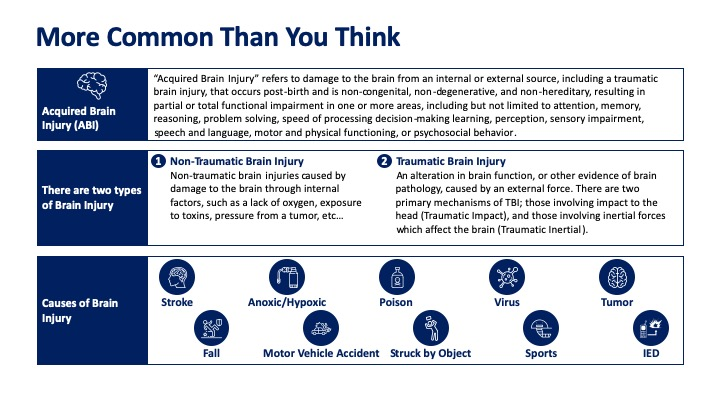 More Common Than You Think
Acquired Brain
Injury (ABI)
“Acquired Brain Injury” refers to damage to the brain from an internal or external source, including a traumatic
brain injury, that occurs post-birth and is non-congenital, non-degenerative, and non-hereditary, resulting in
partial or total functional impairment in one or more areas, including but not limited to attention, memory,
reasoning, problem solving, speed of processing decision-making learning, perception, sensory impairment,
speech and language, motor and physical functioning, or psychosocial behavior.
There are two types
of Brain Injury
1 Non-Traumatic Brain Injury
Non-traumatic brain injuries caused by
damage to the brain through internal
factors, such as a lack of oxygen, exposure
to toxins, pressure from a tumor, etc…
2 Traumatic Brain Injury
An alteration in brain function, or other evidence of brain
pathology, caused by an external force. There are two
primary mechanisms of TBI; those involving impact to the
head (Traumatic Impact), and those involving inertial forces
which affect the brain (Traumatic Inertial).
Causes of Brain
Injury
Stroke
Anoxic/Hypoxic
Poison
Virus
Tumor
Fall
Motor Vehicle Accident
Struck by Object
Sports
IED